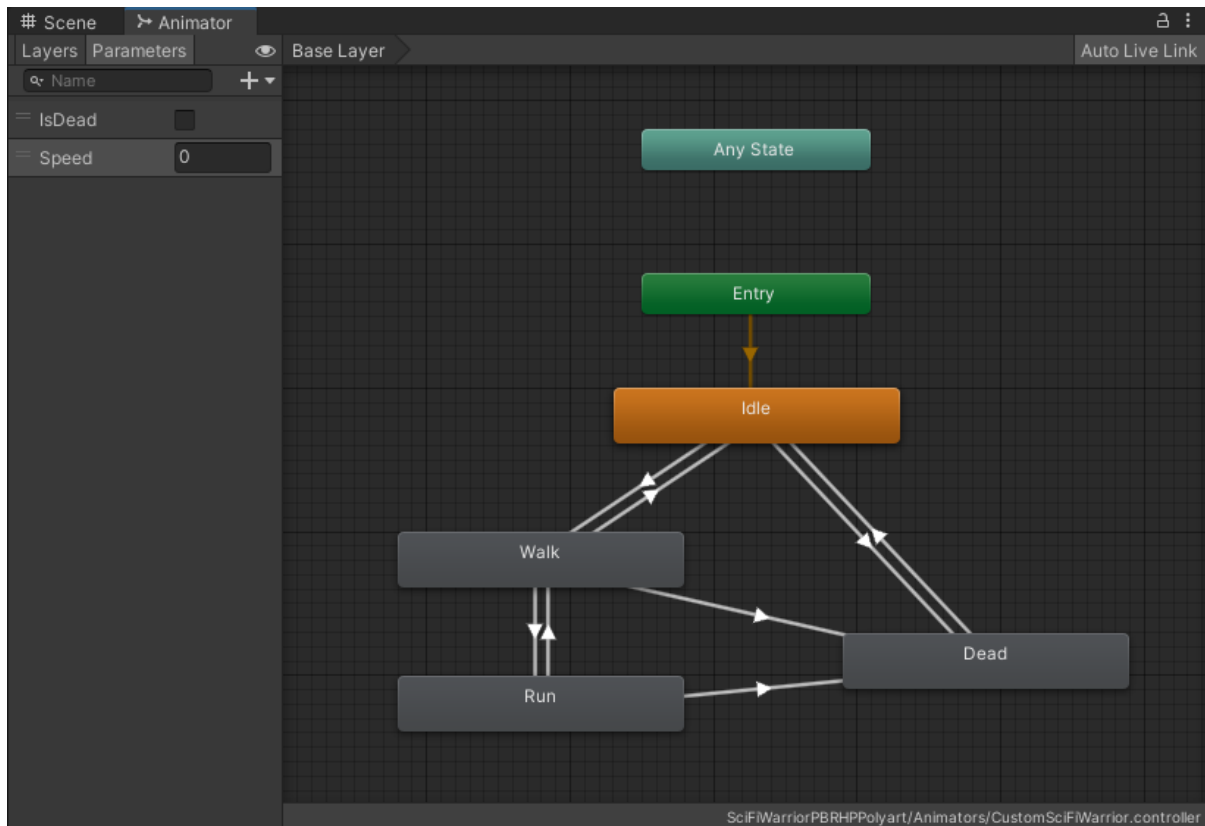 Scene
Animator
Layers
Parameters
Base Layer
Auto Live Link
Name
IsDead
Speed
0
Any State
Entry
Idle
Walk
Dead
Run
SciFiWarriorPBRHPPolyart/Animators/CustomSciFiWarrior.controller